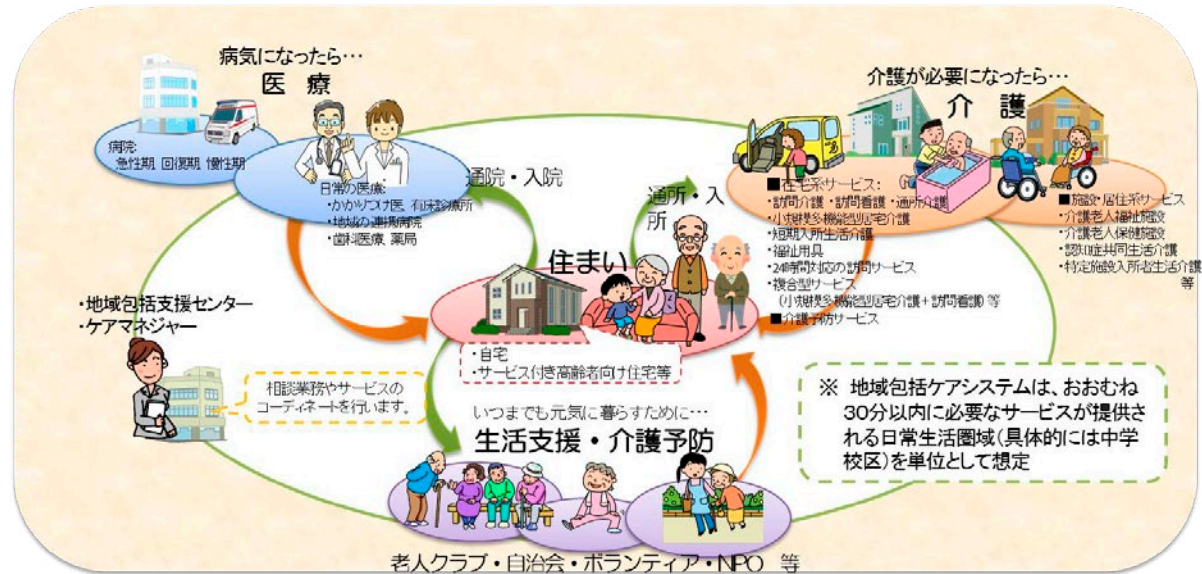 病気になったら…
医 療
病院:
急性期 回復期 慢性期
日常の医療:
・かかりつけ医、有床診療所
・地域の連携病院
・歯科医療、薬局
通院・入院
通所・入
所
介護が必要になったら…
介 護
■在宅系サービス:
・訪問介護・訪問看護・通所介護
・小規模多機能型居宅介護
・短期入所生活介護
・福祉用具
・24時間対応の訪問サービス
・複合型サービス
(小規模多機能型居宅介護+訪問看護)等
■介護予防サービス
■施設・居住系サービス
・介護老人福祉施設
・介護老人保健施設
・認知症共同生活介護
・特定施設入所者生活介護
等
住まい
・自宅
・サービス付き高齢者向け住宅等
・地域包括支援センター
・ケアマネジャー
相談業務やサービスの
コーディネートを行います。
いつまでも元気に暮らすために…
生活支援・介護予防
老人クラブ・自治会・ボランティア・NPO 等
※ 地域包括ケアシステムは、おおむね
30分以内に必要なサービスが提供さ
れる日常生活圏域(具体的には中学
校区)を単位として想定